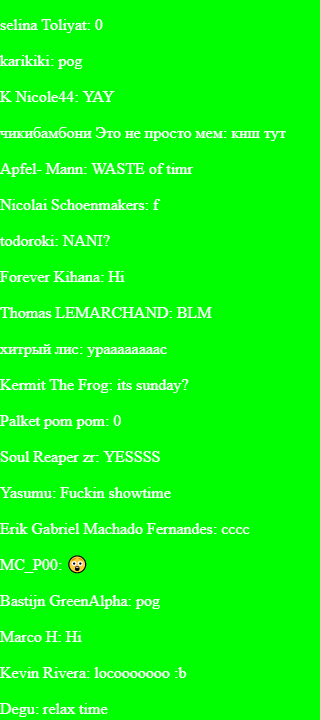 selina Toliyat: 0
karikiki: pog
K Nicole44: YAY
чикибамбони Это не просто мем: кнш тут
Apfel- Mann: WASTE of timr
Nicolai Schoenmakers: f
todoroki: NANI?
Forever Kihana: Hi
Thomas LEMARCHAND: BLM
хитрый лис: урааааааас
Kermit The Frog: its sunday?
Palket pom pom: 0
Soul Reaper zr: YESSSS
Yasumu: Fuckin showtime
Erik Gabriel Machado Fernandes: cccc
MC_P00: 😲
Bastijn GreenAlpha: pog
Marco H: Hi
Kevin Rivera: locooooooo :b
Degu: relax time